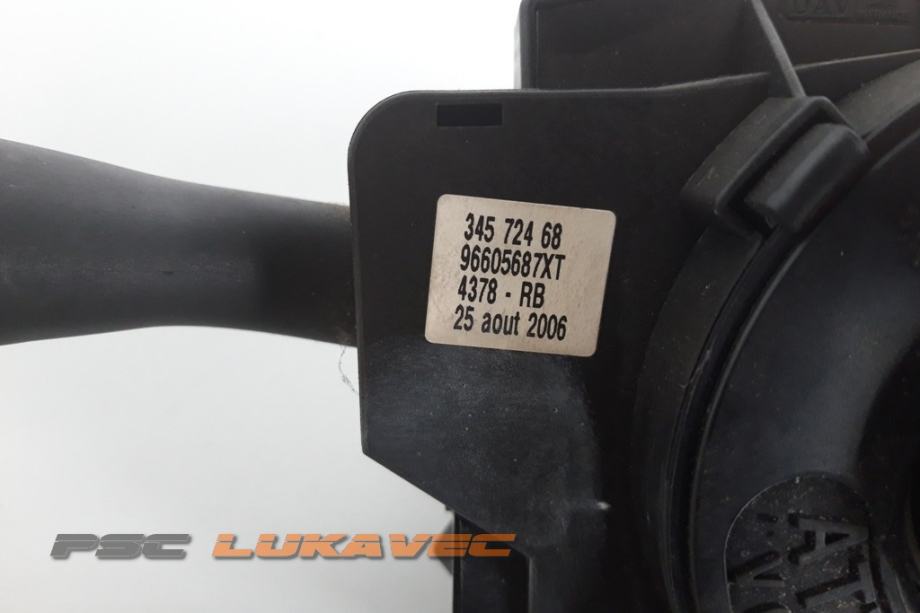 345 724 68
96605687XT
4378 - RB
25 aout 2006
PSC LUKAVEC